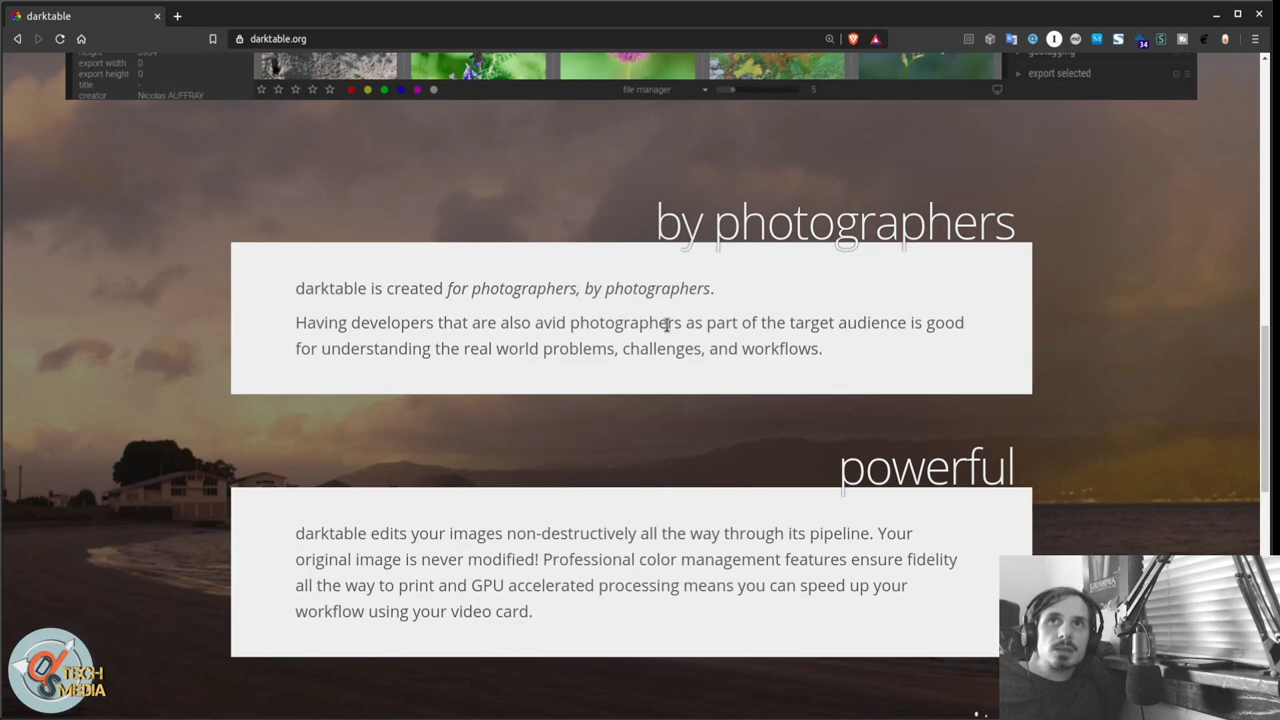 darktable
darktable.org
34
height
export width 0
export height 0
title -
creator Nicolas AUFFRAY
file manager
5
geotagging
export selected
by photographers
darktable is created for photographers, by photographers.
Having developers that are also avid photographers as part of the target audience is good
for understanding the real world problems, challenges, and workflows.
powerful
darktable edits your images non-destructively all the way through its pipeline. Your
original image is never modified! Professional color management features ensure fidelity
all the way to print and GPU accelerated processing means you can speed up your
workflow using your video card.
TECH
MEDIA